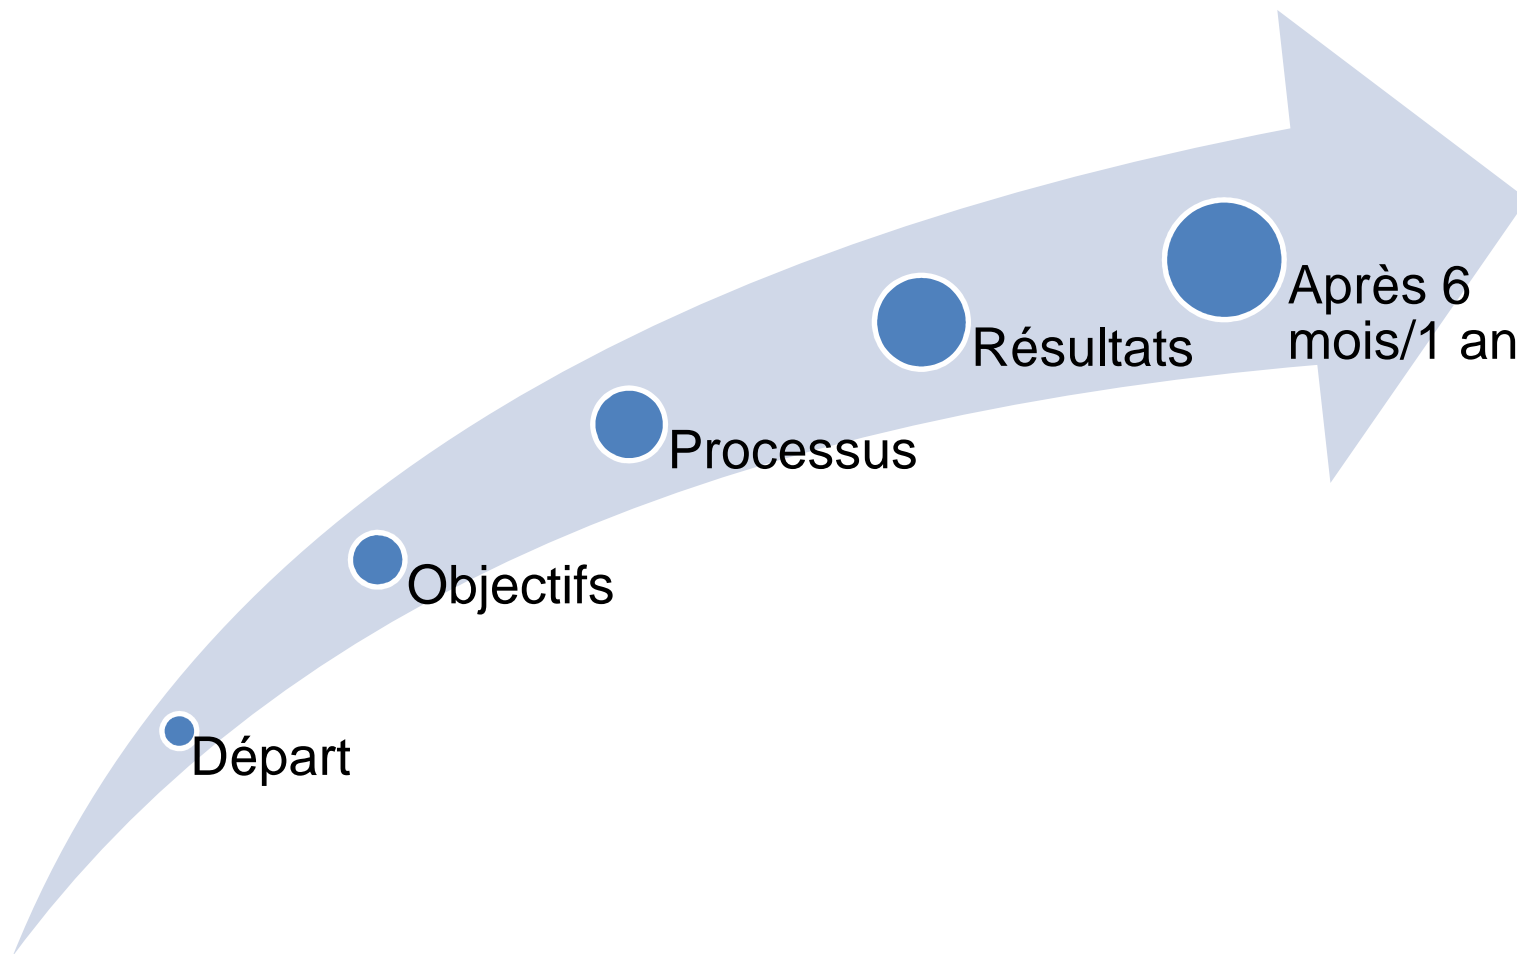 Départ
Objectifs
Processus
Résultats
Après 6
mois/1 an